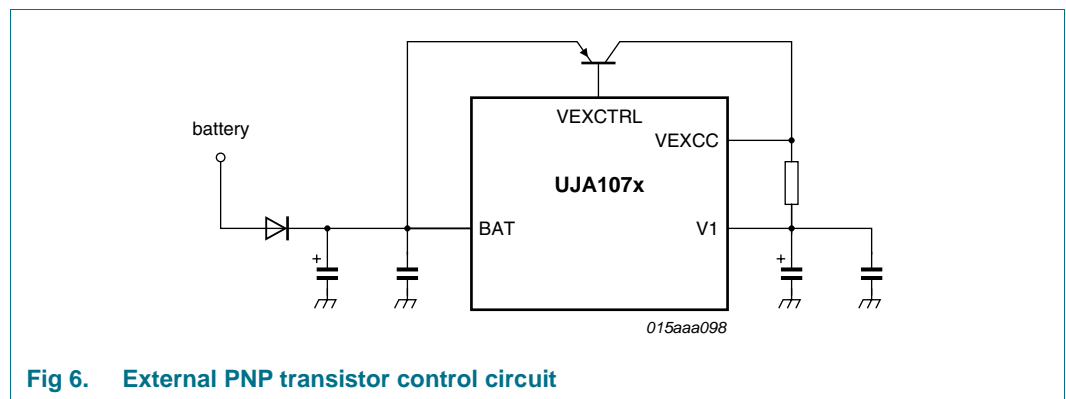 battery
VEXCTRL
VEXCC
UJA107x
BAT
V1
+
+
015aaa098
Fig 6. External PNP transistor control circuit